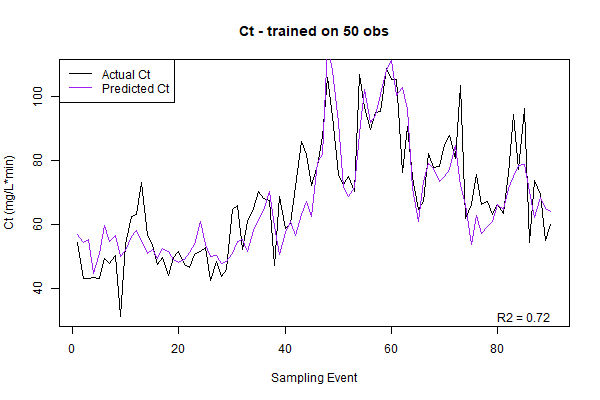 Ct - trained on 50 obs
Actual Ct
Predicted Ct
Ct (mg/L*min)
100
80
60
40
R2 = 0.72
0
20
40
60
80
Sampling Event